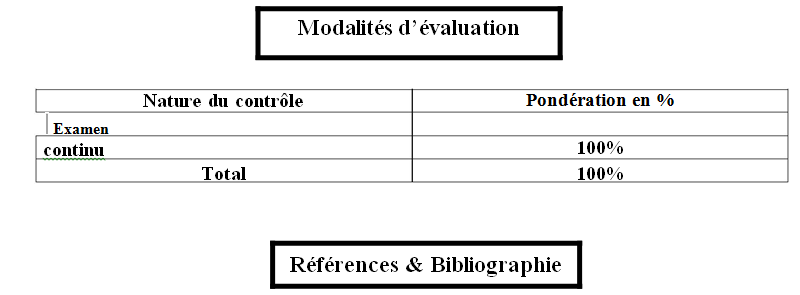 Modalités d'évaluation
Nature du contrôle Pondération en %
Examen
continu 100%
Total 100%
Références & Bibliographie